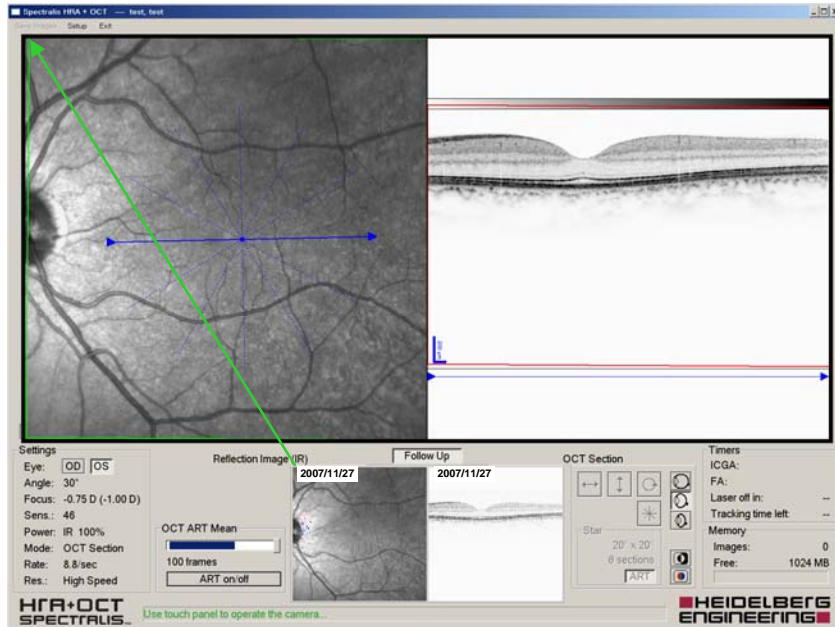 Spectralis HRA + OCT --- test, test
Save Images Setup Exit
Settings
Eye: OD OS
Angle: 30°
Focus: -0.75 D (-1.00 D)
Sens.: 46
Power: IR 100%
Mode: OCT Section
Rate: 8.8/sec
Res.: High Speed
OCT ART Mean
100 frames
ART on/off
Reflection Image (IR)
Follow Up
2007/11/27
2007/11/27
OCT Section
Star
20° x 20°
6 sections
ART
Timers
ICGA:
FA:
Laser off in: --
Tracking time left: --
Memory
Images: 0
Free: 1024 MB
HRA+OCT
SPECTRALIS
Use touch panel to operate the camera...
HEIDELBERG
ENGINEERING